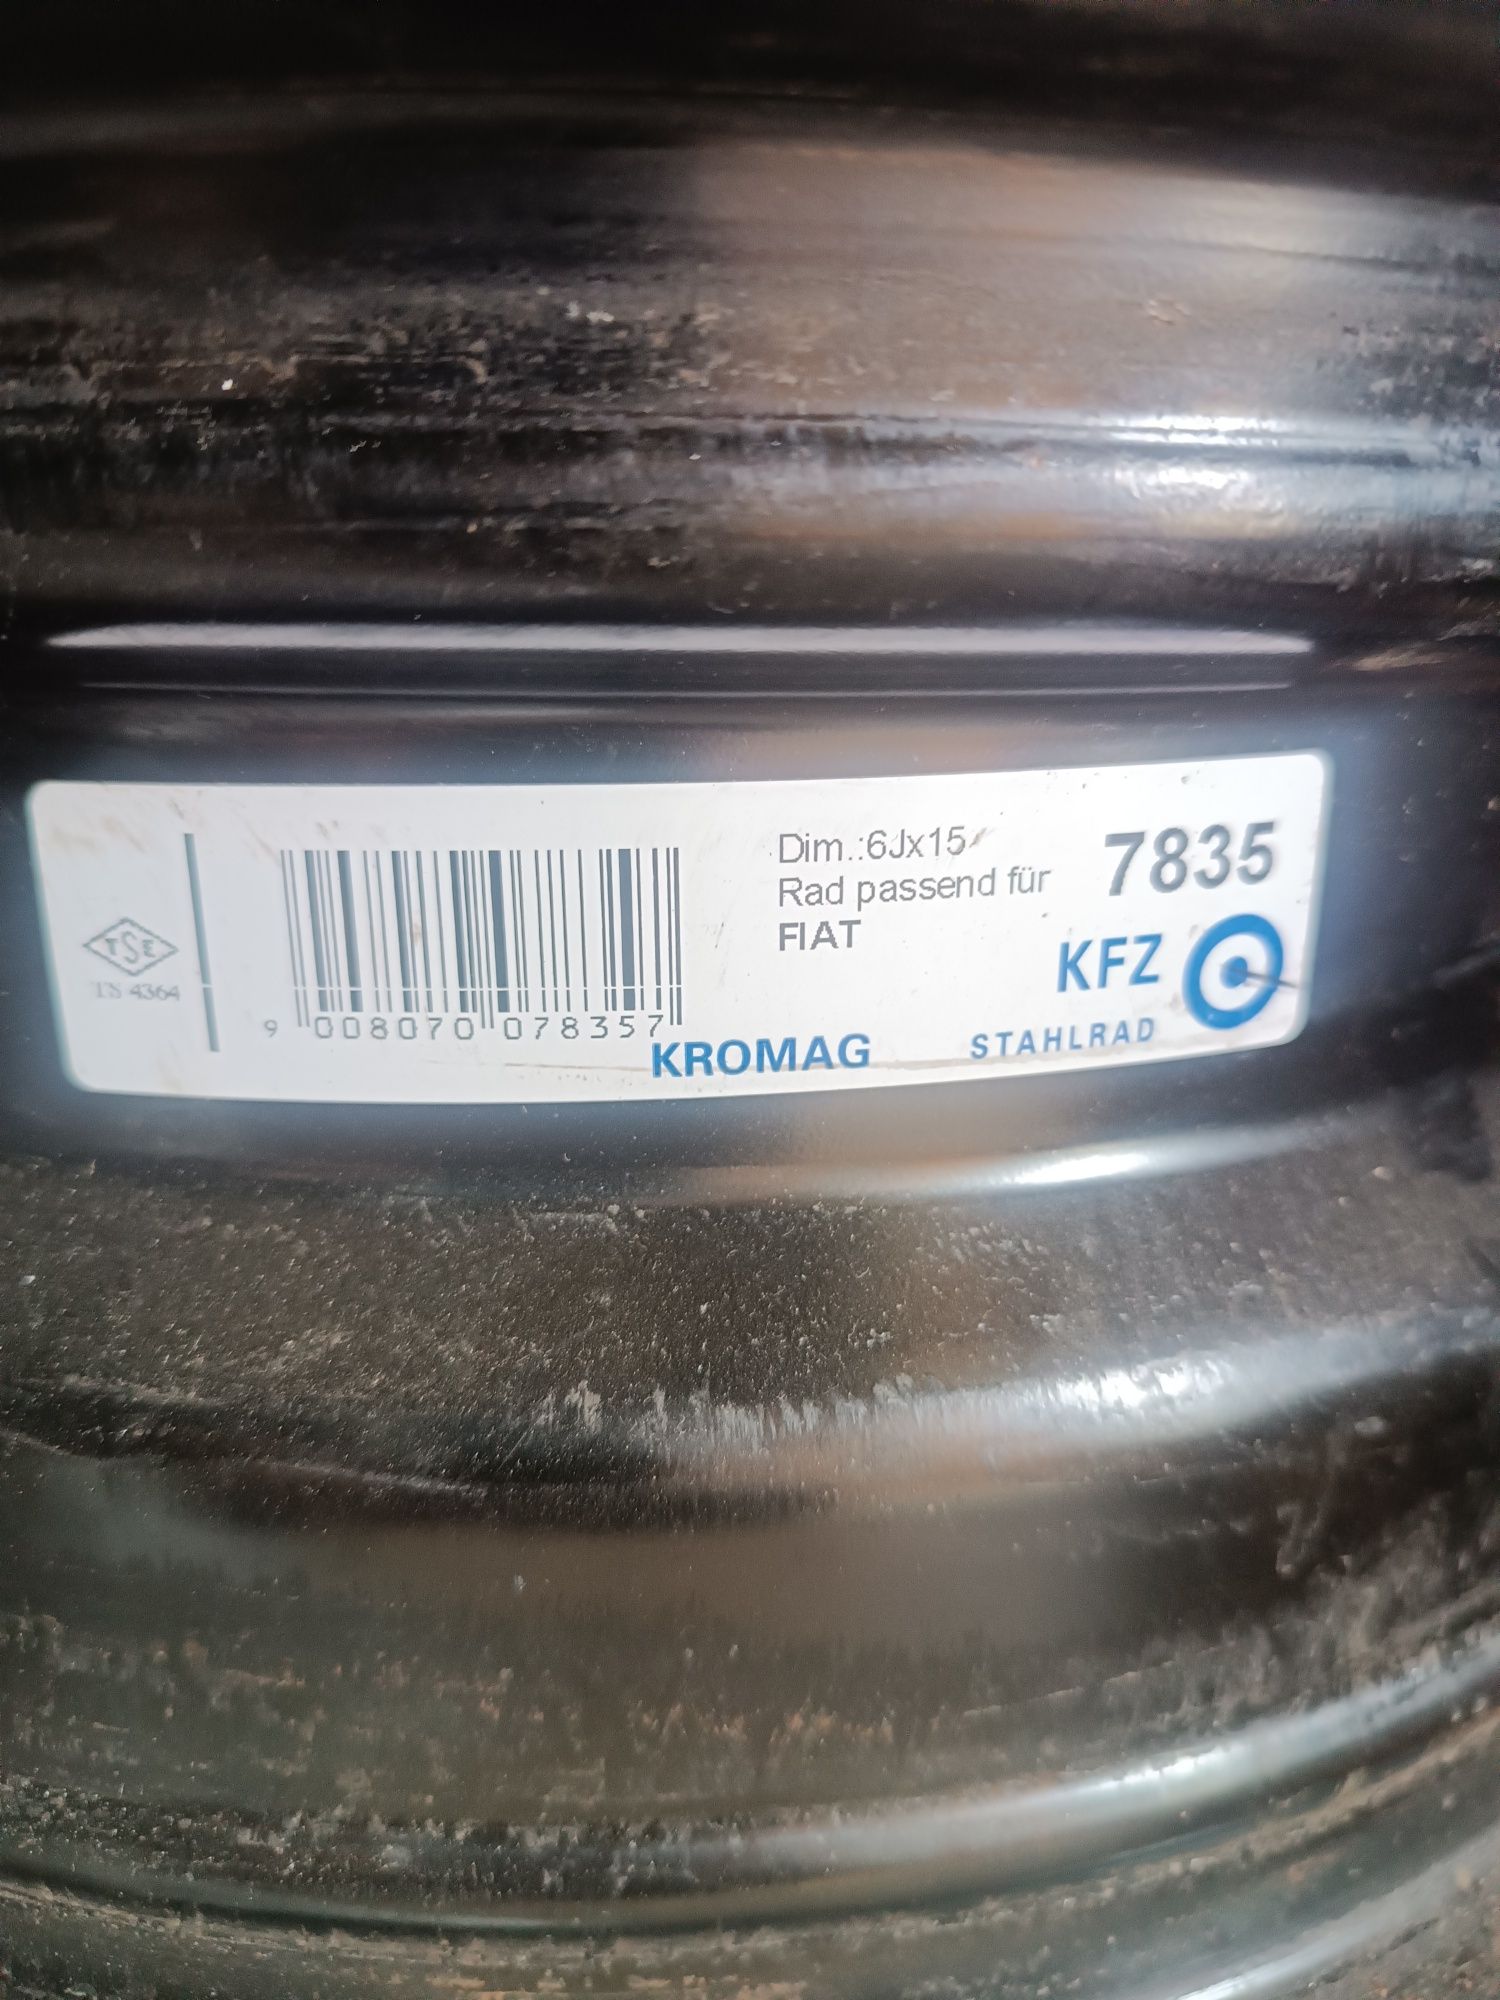 TSE
TS 4364
9 008070 078357
Dim.:6Jx15
Rad passend für
FIAT
7835
KFZ
STAHLRAD
KROMAG